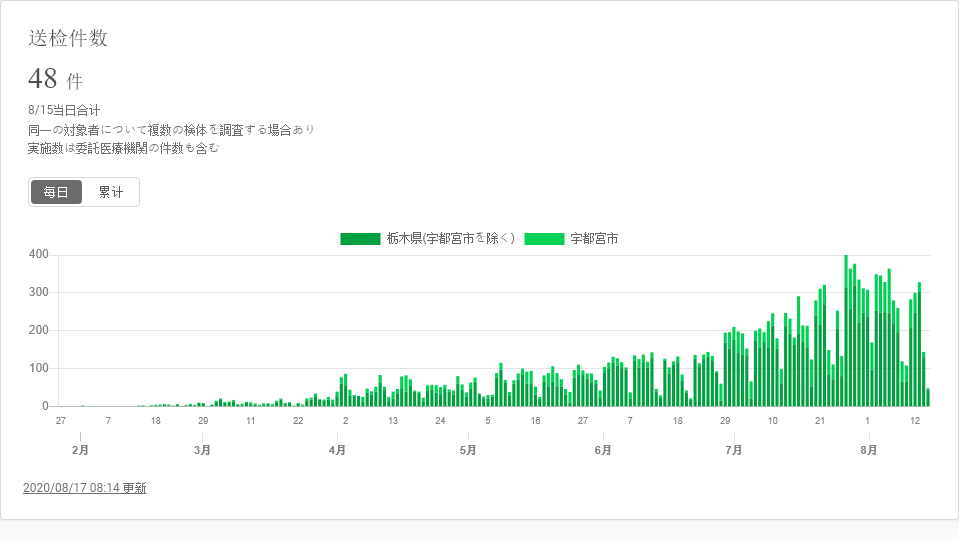 送检件数
48 件
8/15当日合计
同一の対象者について複数の検体を調査する場合あり
実施数は委託医療機関の件数も含む
每日 累计
栃木県(宇都宮市を除く) 宇都宮市
400
300
200
100
0
27 7 18 29 11 22 2 13 24 5 16 27 7 18 29 10 21 1 12
2月 3月 4月 5月 6月 7月 8月
2020/08/17 08:14 更新